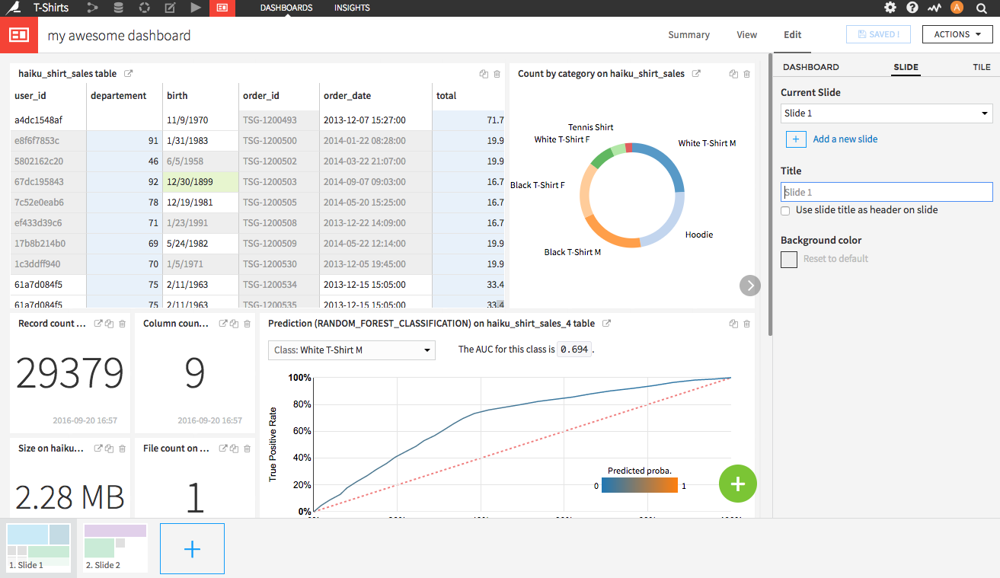 T-Shirts DASHBOARDS INSIGHTS A
my awesome dashboard Summary View Edit SAVED ! ACTIONS
haiku_shirt_sales table
user_id departement birth order_id order_date total
a4dc1548af 11/9/1970 TSG-1200493 2013-12-07 15:27:00 71.7
e8f6f7853c 91 1/31/1983 TSG-1200500 2014-01-22 08:28:00 19.9
5802162c20 46 6/5/1958 TSG-1200502 2014-03-22 21:07:00 19.9
67dc195843 92 12/30/1899 TSG-1200503 2014-09-07 09:03:00 16.7
7c52e0eab6 78 12/19/1981 TSG-1200505 2014-05-20 15:25:00 16.7
ef433d39c6 71 1/23/1991 TSG-1200508 2013-12-22 14:09:00 16.7
17b8b214b0 69 5/24/1982 TSG-1200509 2014-05-22 12:14:00 19.9
1c3ddff940 70 1/5/1971 TSG-1200530 2013-12-05 19:45:00 19.9
61a7d084f5 75 2/11/1963 TSG-1200534 2013-12-15 15:05:00 33.4
61a7d084f5 75 2/11/1963 TSG-1200535 2013-12-15 15:05:00 33.4
Count by category on haiku_shirt_sales
Tennis Shirt
White T-Shirt F
White T-Shirt M
Black T-Shirt F
Hoodie
Black T-Shirt M
DASHBOARD SLIDE TILE
Current Slide
Slide 1
+ Add a new slide
Title
Slide 1
Use slide title as header on slide
Background color
Reset to default
Record count ...
29379
2016-09-20 16:57
Column coun...
9
2016-09-20 16:57
Size on haiku...
2.28 MB
File count on ...
1
Prediction (RANDOM_FOREST_CLASSIFICATION) on haiku_shirt_sales_4 table
Class: White T-Shirt M The AUC for this class is 0.694 .
100%
80%
60%
40%
20%
0%
True Positive Rate
Predicted proba.
0 1
+
1. Slide 1
2. Slide 2
+